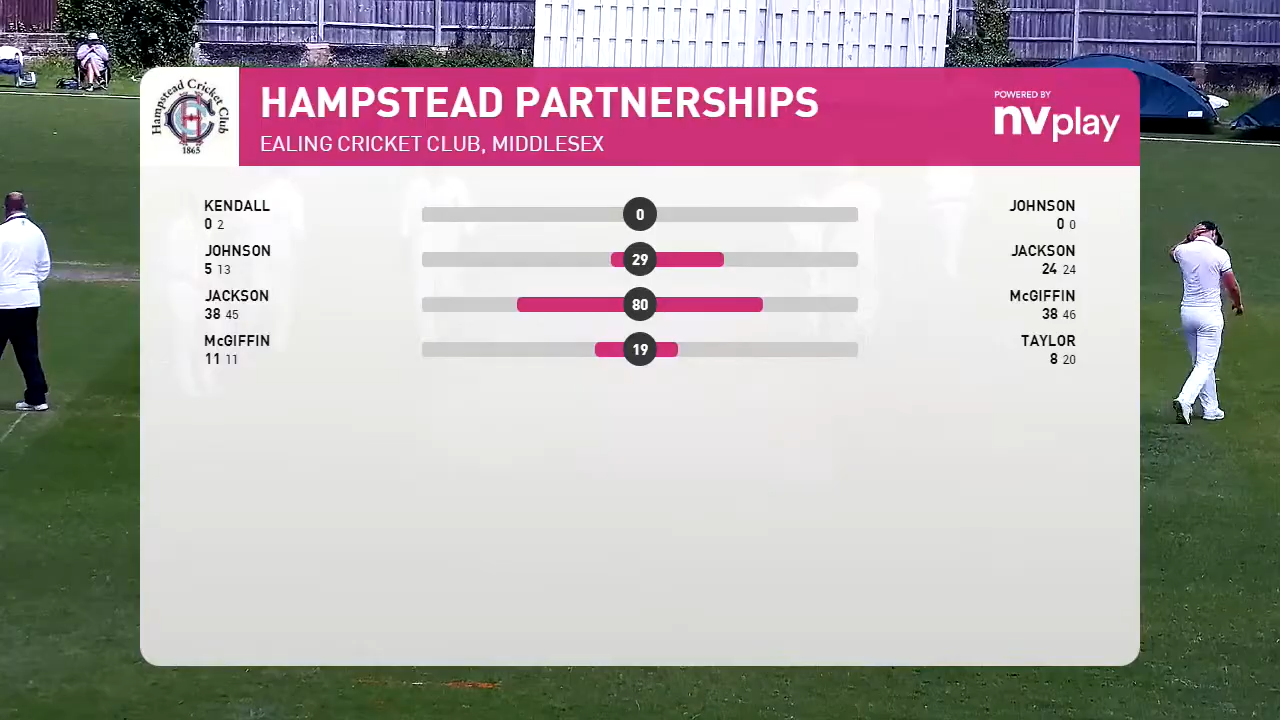 Hampstead Cricket Club
1865
HAMPSTEAD PARTNERSHIPS
EALING CRICKET CLUB, MIDDLESEX
POWERED BY
nvplay
KENDALL
0 2
0
JOHNSON
0 0
JOHNSON
5 13
29
JACKSON
24 24
JACKSON
38 45
80
McGIFFIN
38 46
McGIFFIN
11 11
19
TAYLOR
8 20